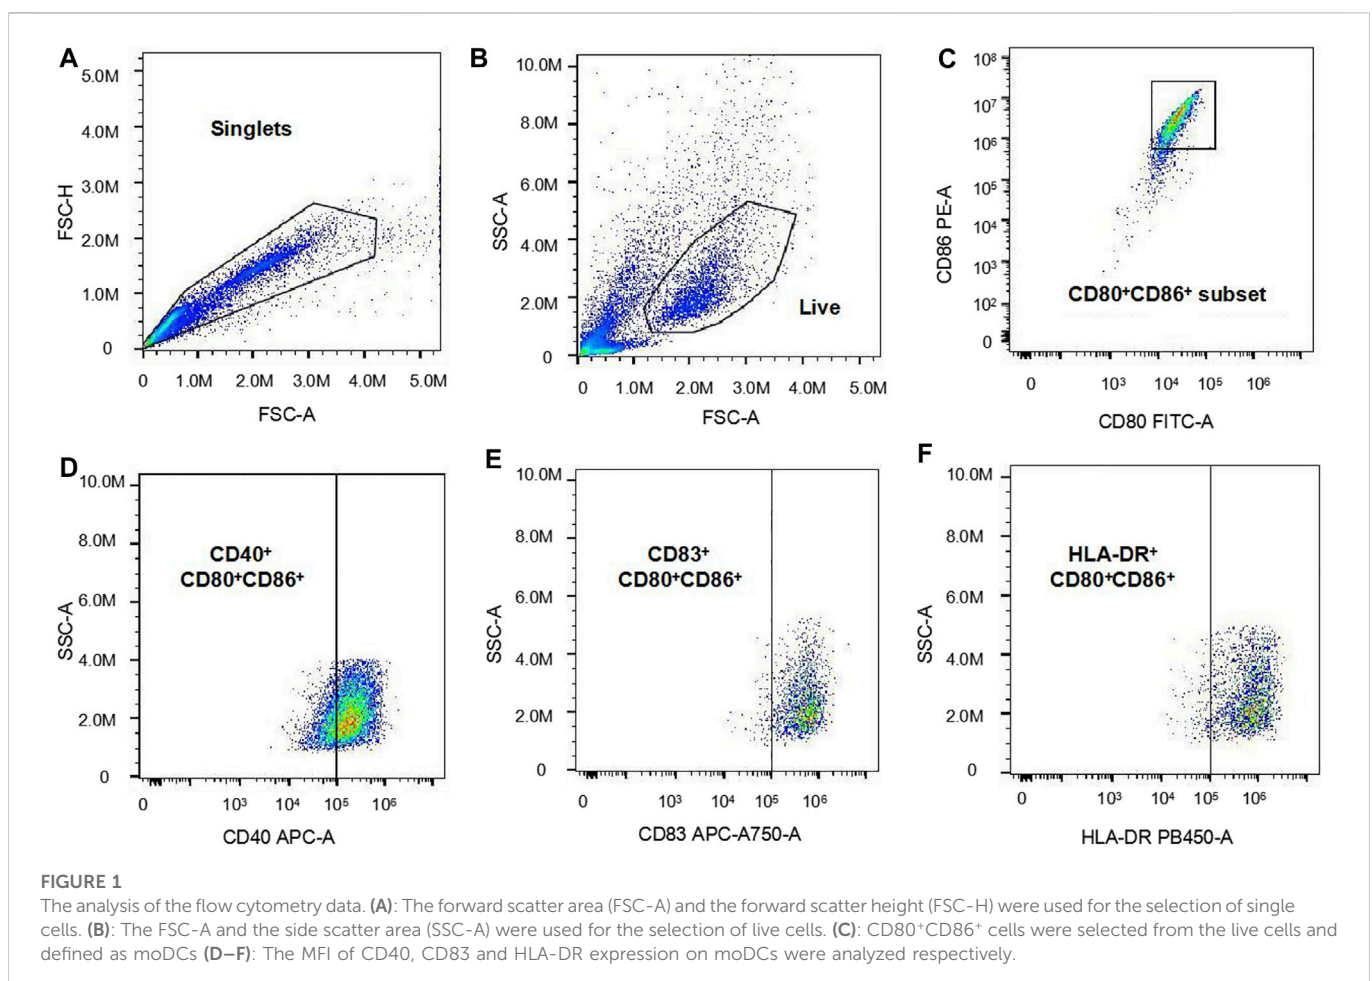 A
5.0M
4.0M
3.0M
2.0M
1.0M
0
FSC-H
Singlets
0 1.0M 2.0M 3.0M 4.0M 5.0M
FSC-A
B
10.0M
8.0M
6.0M
4.0M
2.0M
0
SSC-A
Live
0 1.0M 2.0M 3.0M 4.0M 5.0M
FSC-A
C
10⁸
10⁷
10⁶
10⁵
10⁴
10³
10²
0
CD86 PE-A
CD80⁺CD86⁺ subset
0 10³ 10⁴ 10⁵ 10⁶
CD80 FITC-A
D
10.0M
8.0M
6.0M
4.0M
2.0M
0
SSC-A
CD40⁺
CD80⁺CD86⁺
0 10³ 10⁴ 10⁵ 10⁶
CD40 APC-A
E
10.0M
8.0M
6.0M
4.0M
2.0M
0
SSC-A
CD83⁺
CD80⁺CD86⁺
0 10³ 10⁴ 10⁵ 10⁶
CD83 APC-A750-A
F
10.0M
8.0M
6.0M
4.0M
2.0M
0
SSC-A
HLA-DR⁺
CD80⁺CD86⁺
0 10³ 10⁴ 10⁵ 10⁶
HLA-DR PB450-A
FIGURE 1
The analysis of the flow cytometry data. (A): The forward scatter area (FSC-A) and the forward scatter height (FSC-H) were used for the selection of single
cells. (B): The FSC-A and the side scatter area (SSC-A) were used for the selection of live cells. (C): CD80⁺CD86⁺ cells were selected from the live cells and
defined as moDCs (D–F): The MFI of CD40, CD83 and HLA-DR expression on moDCs were analyzed respectively.